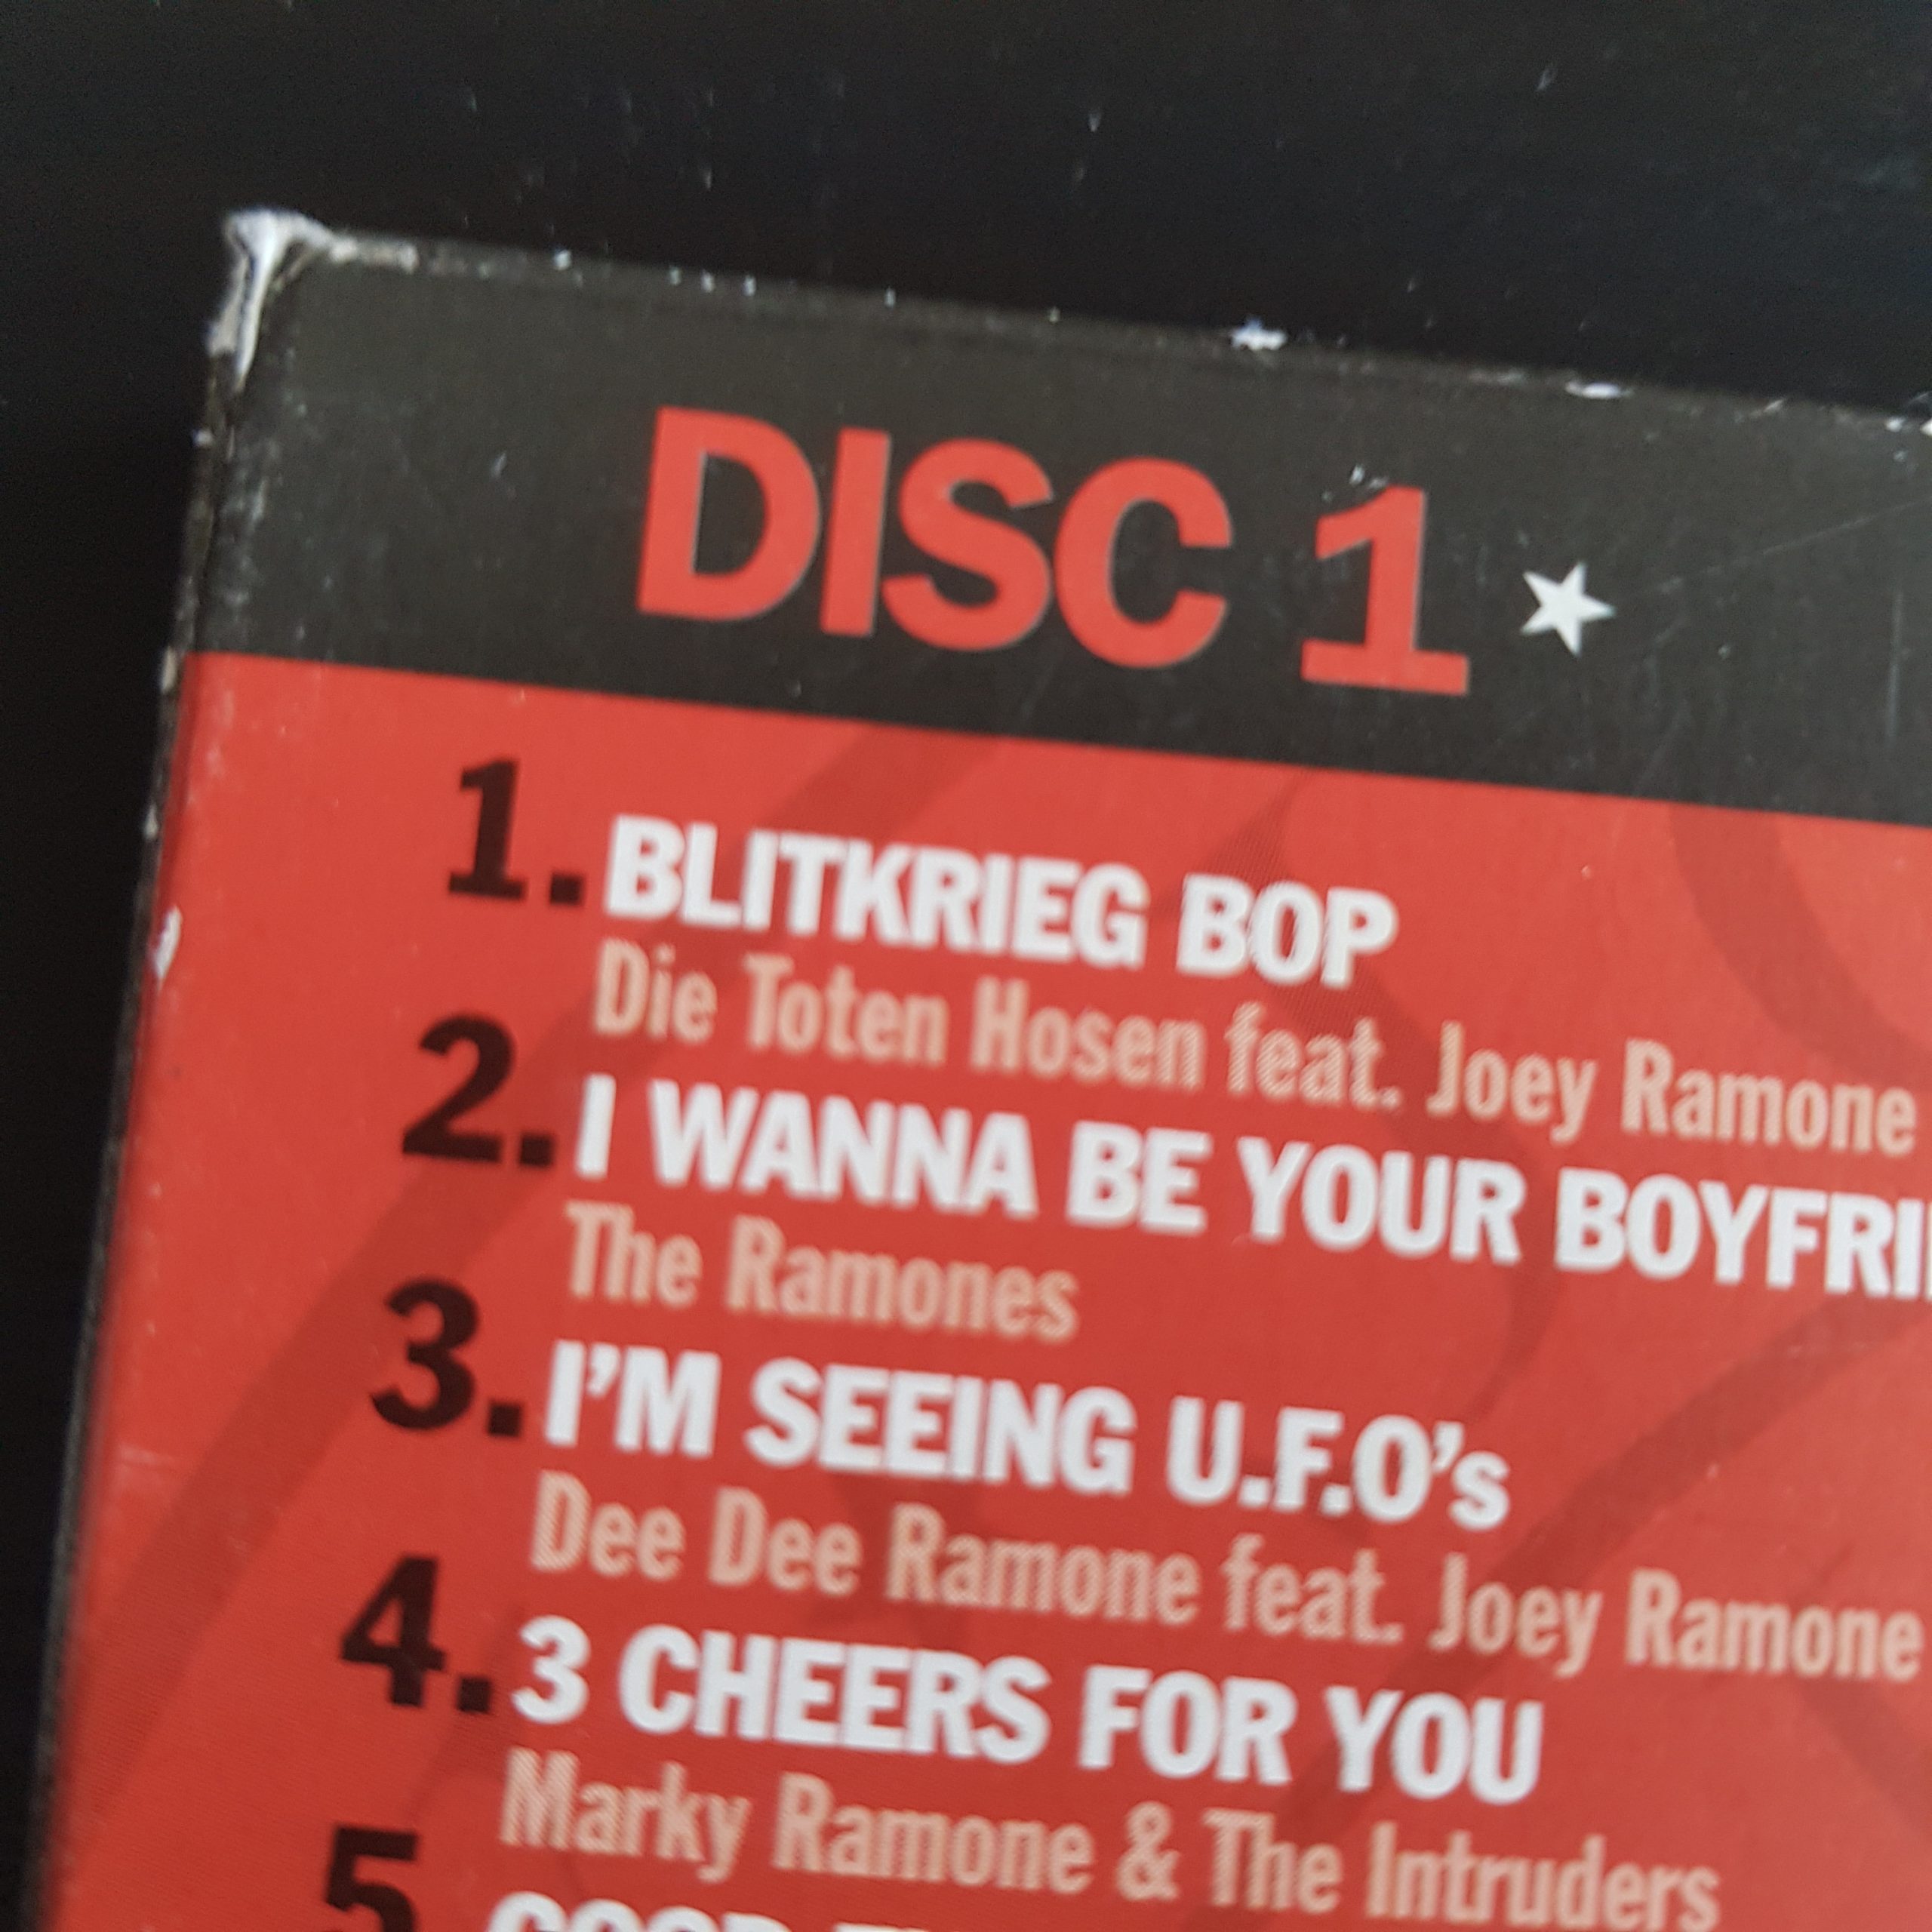 DISC 1 ★
1. BLITKRIEG BOP
Die Toten Hosen feat. Joey Ramone
2. I WANNA BE YOUR
The Ramones
3. I'M SEEING U.F.O's
Dee Dee Ramone feat. Joey Ramone
4. 3 CHEERS FOR YOU
Marky Ramone & The Intruders
5